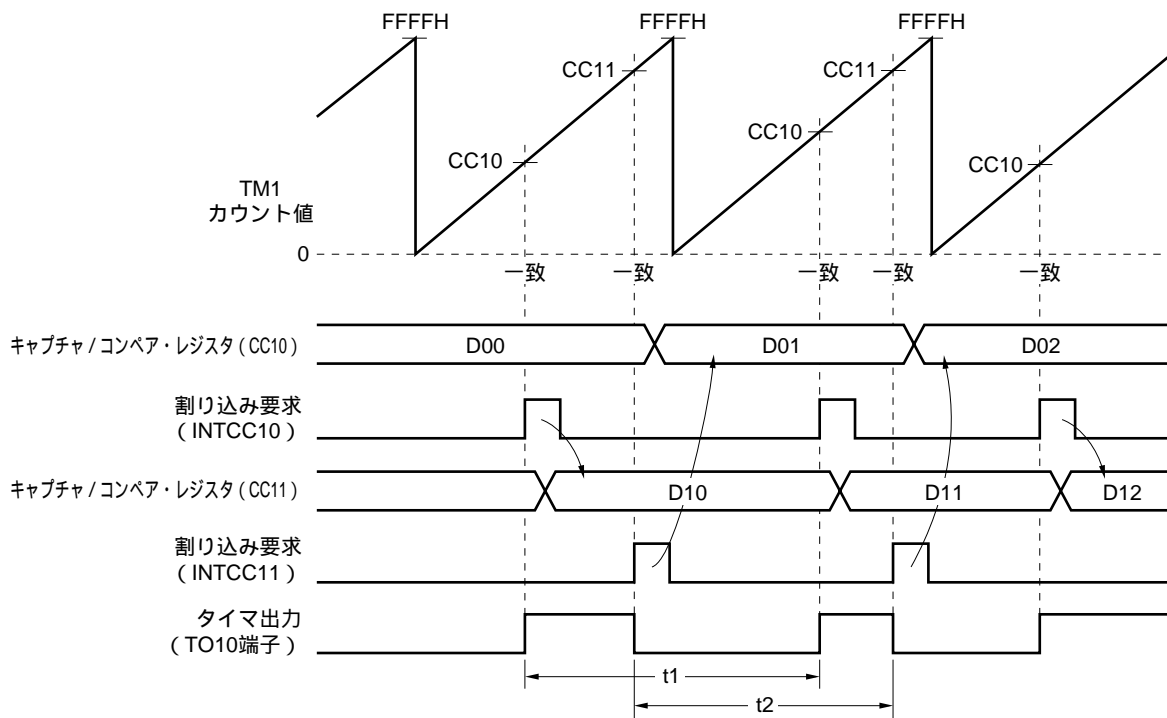 FFFFH FFFFH FFFFH
CC11 CC11
CC10 CC10 CC10
TM1
カウント値
0
一致 一致 一致 一致 一致
キャプチャ/コンペア・レジスタ(CC10) D00 D01 D02
割り込み要求
(INTCC10)
キャプチャ/コンペア・レジスタ(CC11) D10 D11 D12
割り込み要求
(INTCC11)
タイマ出力
(TO10端子)
t1
t2